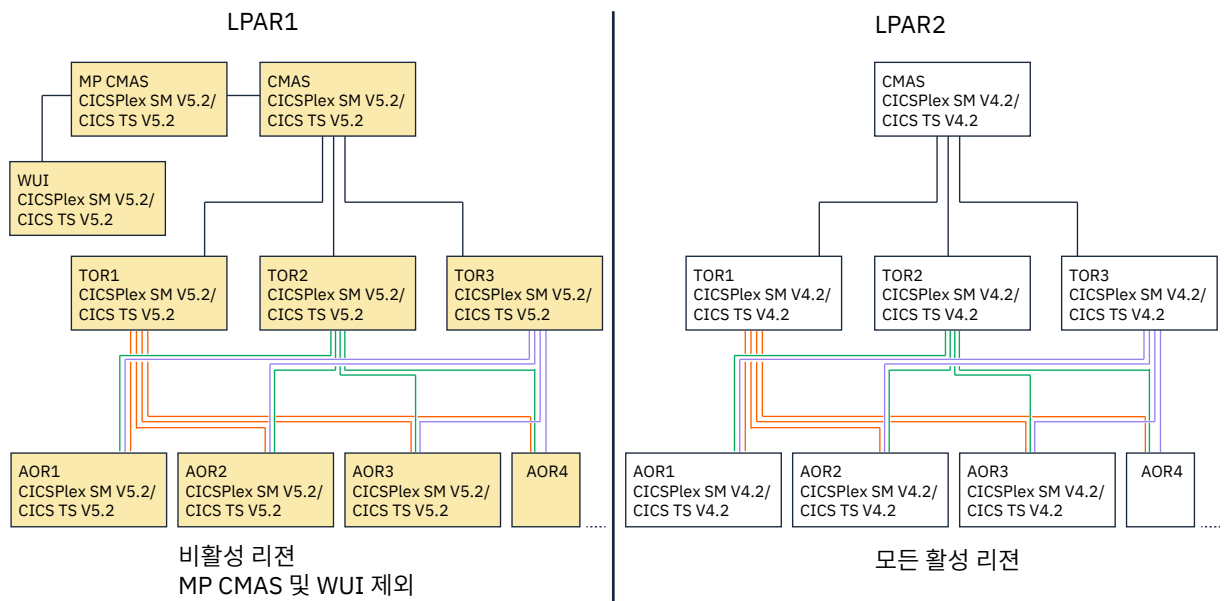 LPAR1
MP CMAS
CICSPlex SM V5.2/
CICS TS V5.2
CMAS
CICSPlex SM V5.2/
CICS TS V5.2
WUI
CICSPlex SM V5.2/
CICS TS V5.2
TOR1
CICSPlex SM V5.2/
CICS TS V5.2
TOR2
CICSPlex SM V5.2/
CICS TS V5.2
TOR3
CICSPlex SM V5.2/
CICS TS V5.2
AOR1
CICSPlex SM V5.2/
CICS TS V5.2
AOR2
CICSPlex SM V5.2/
CICS TS V5.2
AOR3
CICSPlex SM V5.2/
CICS TS V5.2
AOR4
비활성 리젼
MP CMAS 및 WUI 제외
LPAR2
CMAS
CICSPlex SM V4.2/
CICS TS V4.2
TOR1
CICSPlex SM V4.2/
CICS TS V4.2
TOR2
CICSPlex SM V4.2/
CICS TS V4.2
TOR3
CICSPlex SM V4.2/
CICS TS V4.2
AOR1
CICSPlex SM V4.2/
CICS TS V4.2
AOR2
CICSPlex SM V4.2/
CICS TS V4.2
AOR3
CICSPlex SM V4.2/
CICS TS V4.2
AOR4
모든 활성 리젼